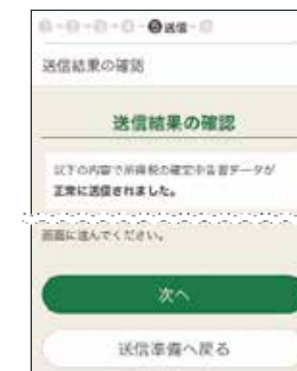 ❺送信
送信結果の確認
送信結果の確認
以下の内容で所得税の確定申告書データが
正常に送信されました。
画面に進んでください。
次へ
送信準備へ戻る